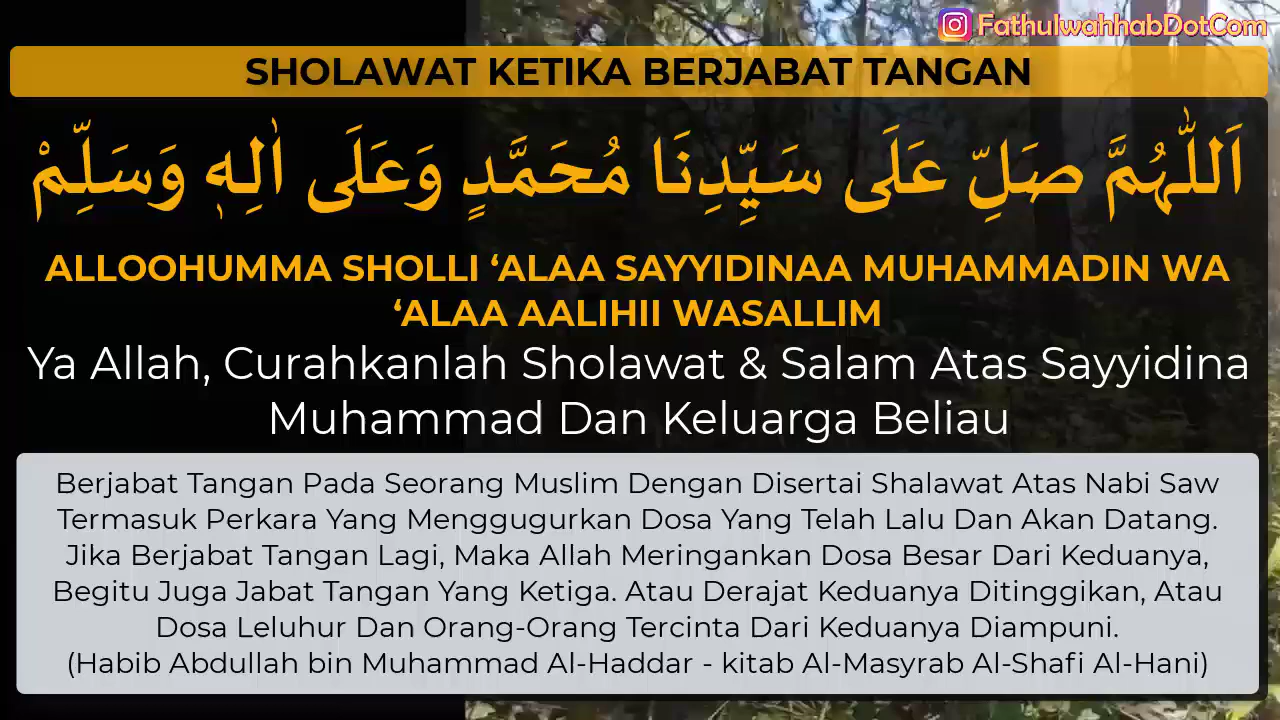 FathulwahhabDotCom
SHOLAWAT KETIKA BERJABAT TANGAN
اَللّٰهُمَّ صَلِّ عَلَى سَيِّدِنَا مُحَمَّدٍ وَعَلَى اٰلِهٖ وَسَلِّمْ
ALLOOHUMMA SHOLLI ‘ALAA SAYYIDINAA MUHAMMADIN WA
‘ALAA AALIHII WASALLIM
Ya Allah, Curahkanlah Sholawat & Salam Atas Sayyidina
Muhammad Dan Keluarga Beliau
Berjabat Tangan Pada Seorang Muslim Dengan Disertai Shalawat Atas Nabi Saw
Termasuk Perkara Yang Menggugurkan Dosa Yang Telah Lalu Dan Akan Datang.
Jika Berjabat Tangan Lagi, Maka Allah Meringankan Dosa Besar Dari Keduanya,
Begitu Juga Jabat Tangan Yang Ketiga. Atau Derajat Keduanya Ditinggikan, Atau
Dosa Leluhur Dan Orang-Orang Tercinta Dari Keduanya Diampuni.
(Habib Abdullah bin Muhammad Al-Haddar - kitab Al-Masyrab Al-Shafi Al-Hani)